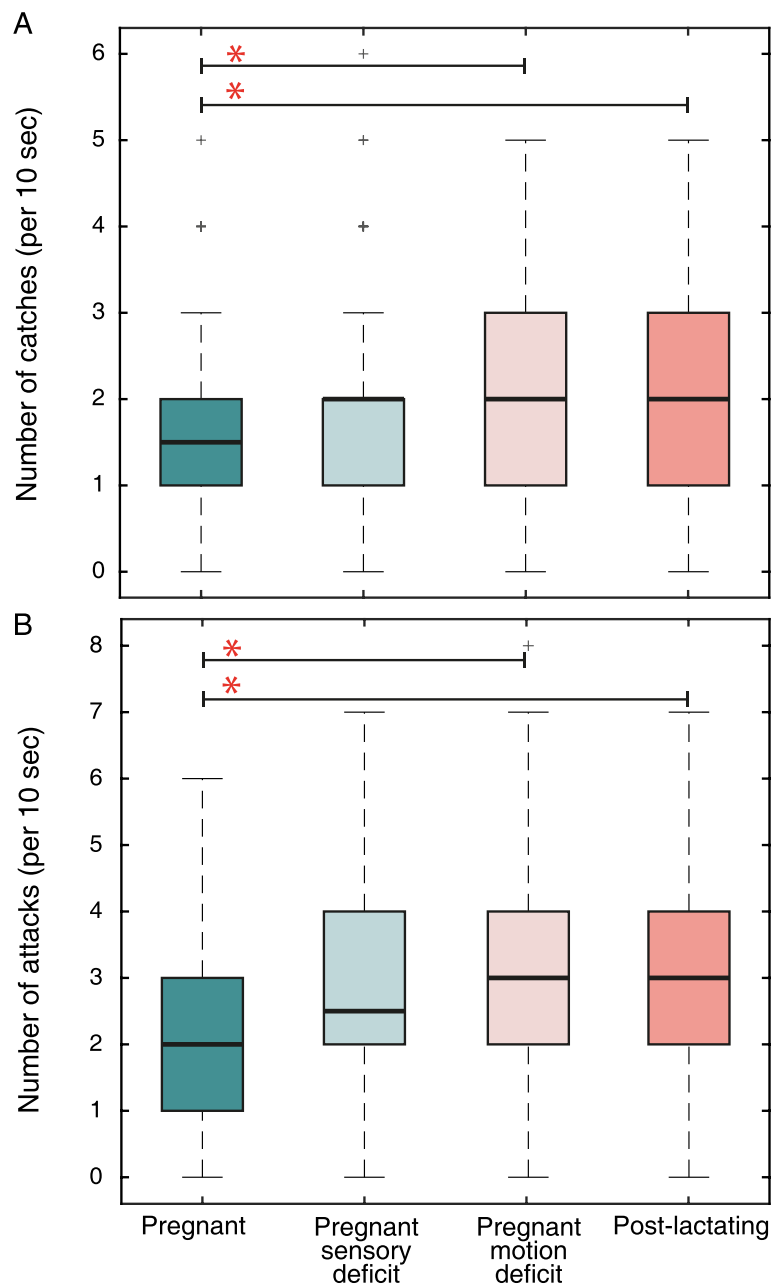 A
Number of catches (per 10 sec)
6
5
4
3
2
1
0
*
*
B
Number of attacks (per 10 sec)
8
7
6
5
4
3
2
1
0
*
*
Pregnant
Pregnant
sensory
deficit
Pregnant
motion
deficit
Post-lactating